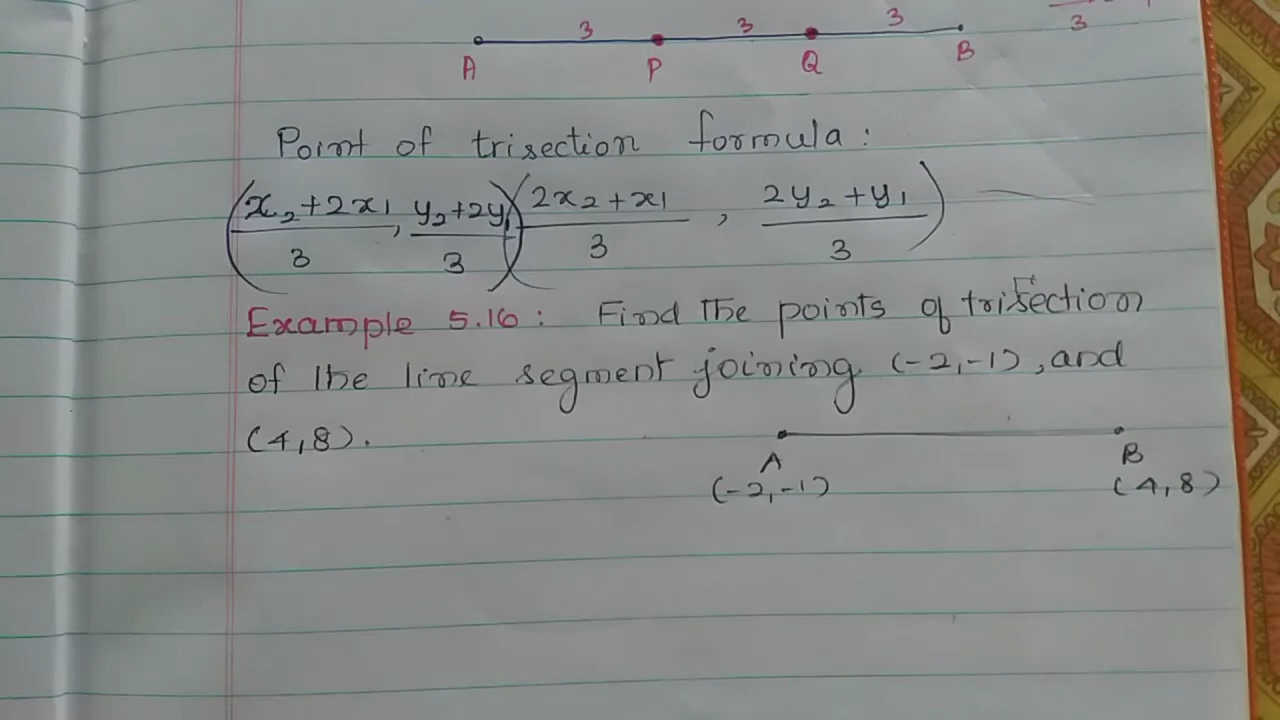 3 3 3
3
A P Q B
Point of trisection formula :
(x₂+2x₁/3, y₂+2y₁/3) (2x₂+x₁/3, 2y₂+y₁/3)
Example 5.16 : Find the points of trisection
of the line segment joining (-2,-1), and
(4,8).
A B
(-2,-1) (4,8)